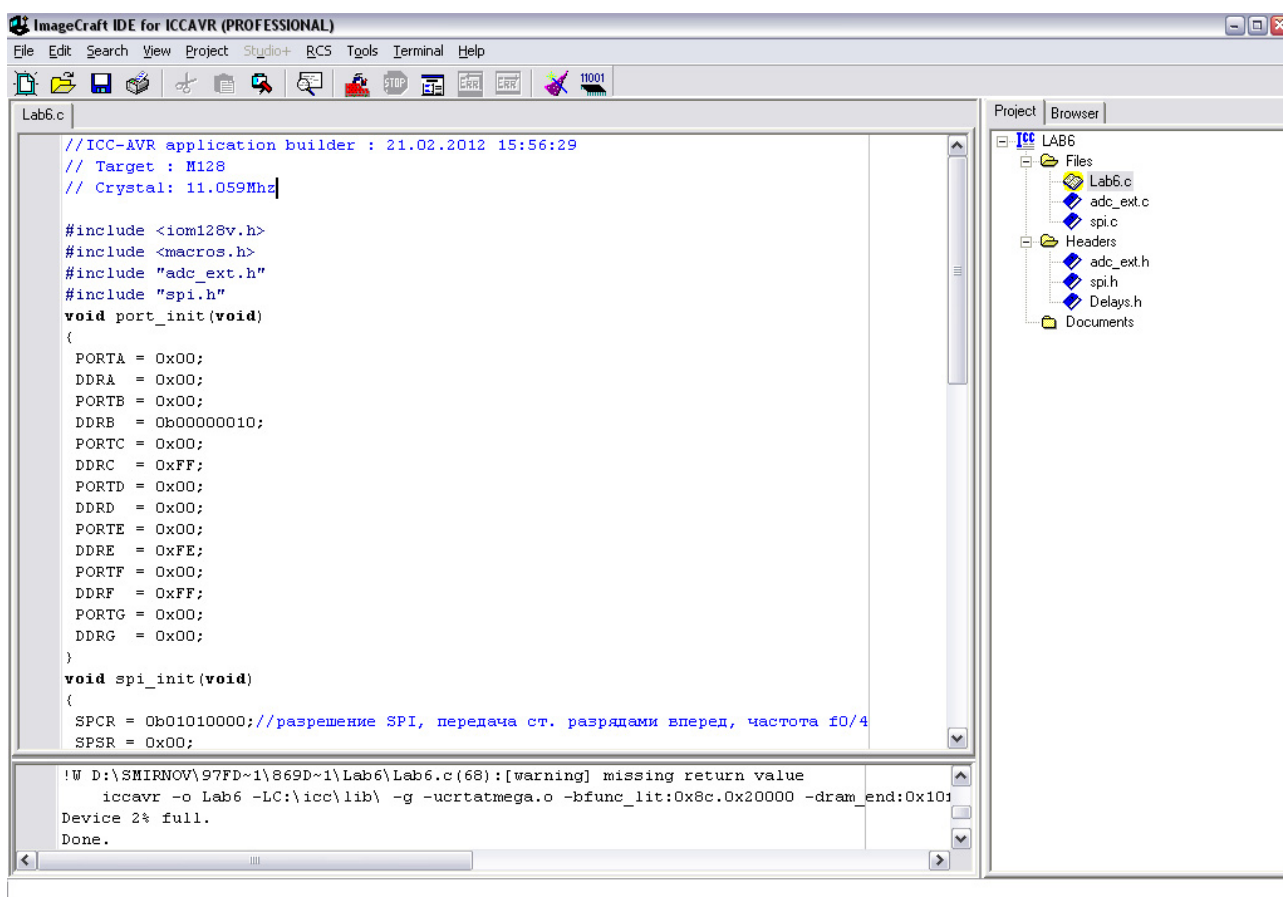 ImageCraft IDE for ICCAVR (PROFESSIONAL)
File Edit Search View Project Studio+ RCS Tools Terminal Help
STOP ERR ERR 11001
Lab6.c
//ICC-AVR application builder : 21.02.2012 15:56:29
// Target : M128
// Crystal: 11.059Mhz
#include <iom128v.h>
#include <macros.h>
#include "adc_ext.h"
#include "spi.h"
void port_init(void)
{
PORTA = 0x00;
DDRA  = 0x00;
PORTB = 0x00;
DDRB  = 0b00000010;
PORTC = 0x00;
DDRC  = 0xFF;
PORTD = 0x00;
DDRD  = 0x00;
PORTE = 0x00;
DDRE  = 0xFE;
PORTF = 0x00;
DDRF  = 0xFF;
PORTG = 0x00;
DDRG  = 0x00;
}
void spi_init(void)
{
SPCR = 0b01010000;//разрешение SPI, передача ст. разрядами вперед, частота f0/4
SPSR = 0x00;
!W D:\SMIRNOV\97FD~1\869D~1\Lab6\Lab6.c(68):[warning] missing return value
iccavr -o Lab6 -LC:\icc\lib\ -g -ucrtatmega.o -bfunc_lit:0x8c.0x20000 -dram_end:0x10
Device 2% full.
Done.
Project Browser
ICC LAB6
Files
Lab6.c
adc_ext.c
spi.c
Headers
adc_ext.h
spi.h
Delays.h
Documents